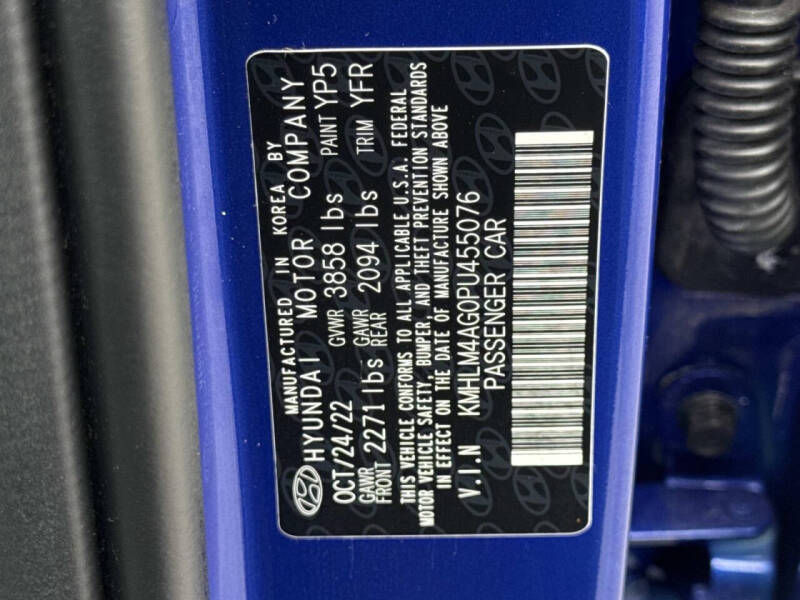 MANUFACTURED IN KOREA BY
HYUNDAI MOTOR COMPANY
OCT/24/22 GVWR 3858 lbs PAINT YP5
GAWR FRONT 2271 lbs GAWR REAR 2094 lbs TRIM YFR
THIS VEHICLE CONFORMS TO ALL APPLICABLE U.S.A. FEDERAL
MOTOR VEHICLE SAFETY, BUMPER, AND THEFT PREVENTION STANDARDS
IN EFFECT ON THE DATE OF MANUFACTURE SHOWN ABOVE
V.I.N KMHLM4AG0PU455076
PASSENGER CAR